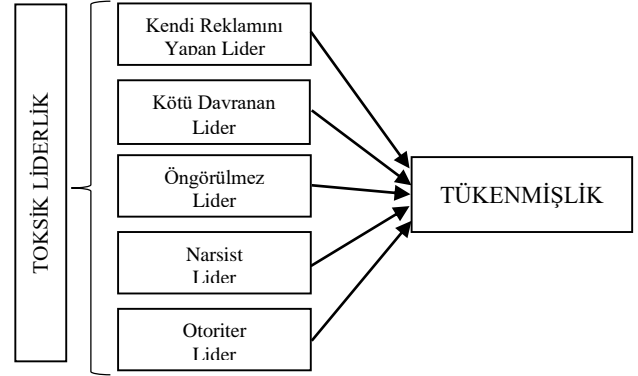 TOKSİK LİDERLİK
Kendi Reklamını
Yapan Lider
Kötü Davranan
Lider
Öngörülmez
Lider
Narsist
Lider
Otoriter
Lider
TÜKENMİŞLİK